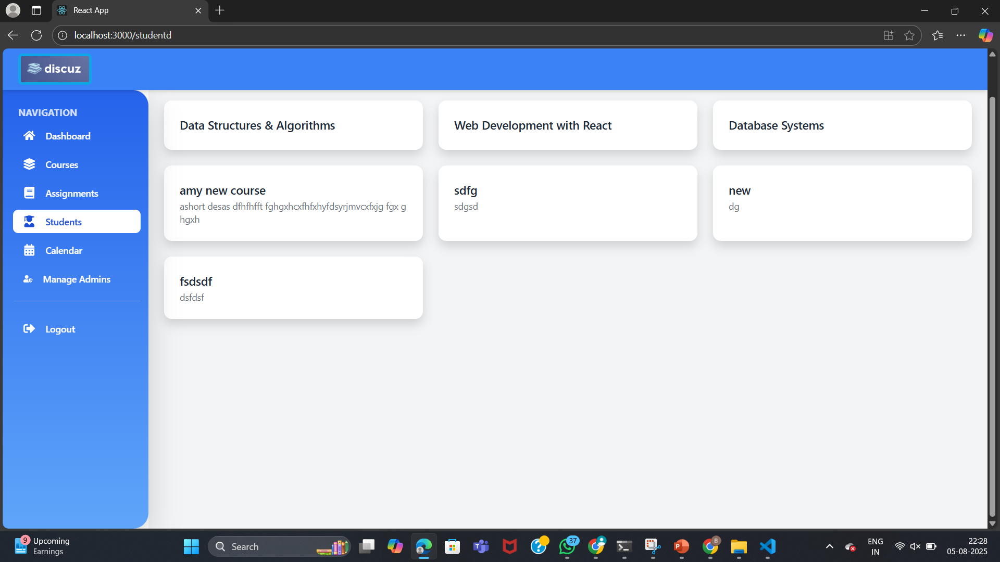 React App
localhost:3000/studentd
discuz
NAVIGATION
Dashboard
Courses
Assignments
Students
Calendar
Manage Admins
Logout
Data Structures & Algorithms
Web Development with React
Database Systems
amy new course
ashort desas dfhfhfft fghgxhcxfhfxhyfdsyrjmvcxfxjg fgx g
hgxh
sdfg
sdgsd
new
dg
fsdsdf
dsfdsf
9
Upcoming
Earnings
Search
37
B
ENG
IN
22:28
05-08-2025